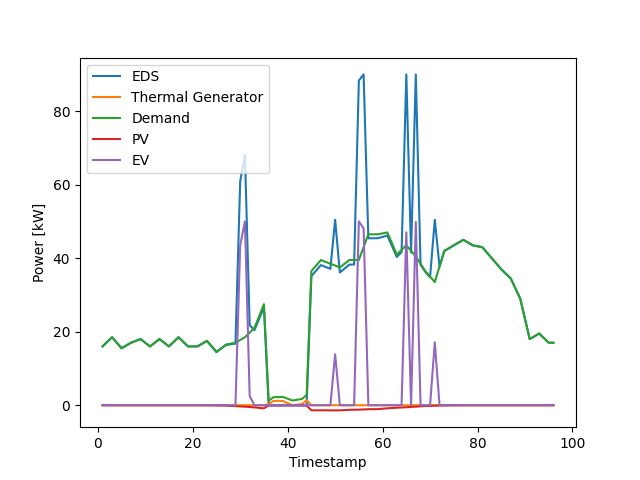 EDS
Thermal Generator
Demand
PV
EV
Power [kW]
80
60
40
20
0
0 20 40 60 80 100
Timestamp